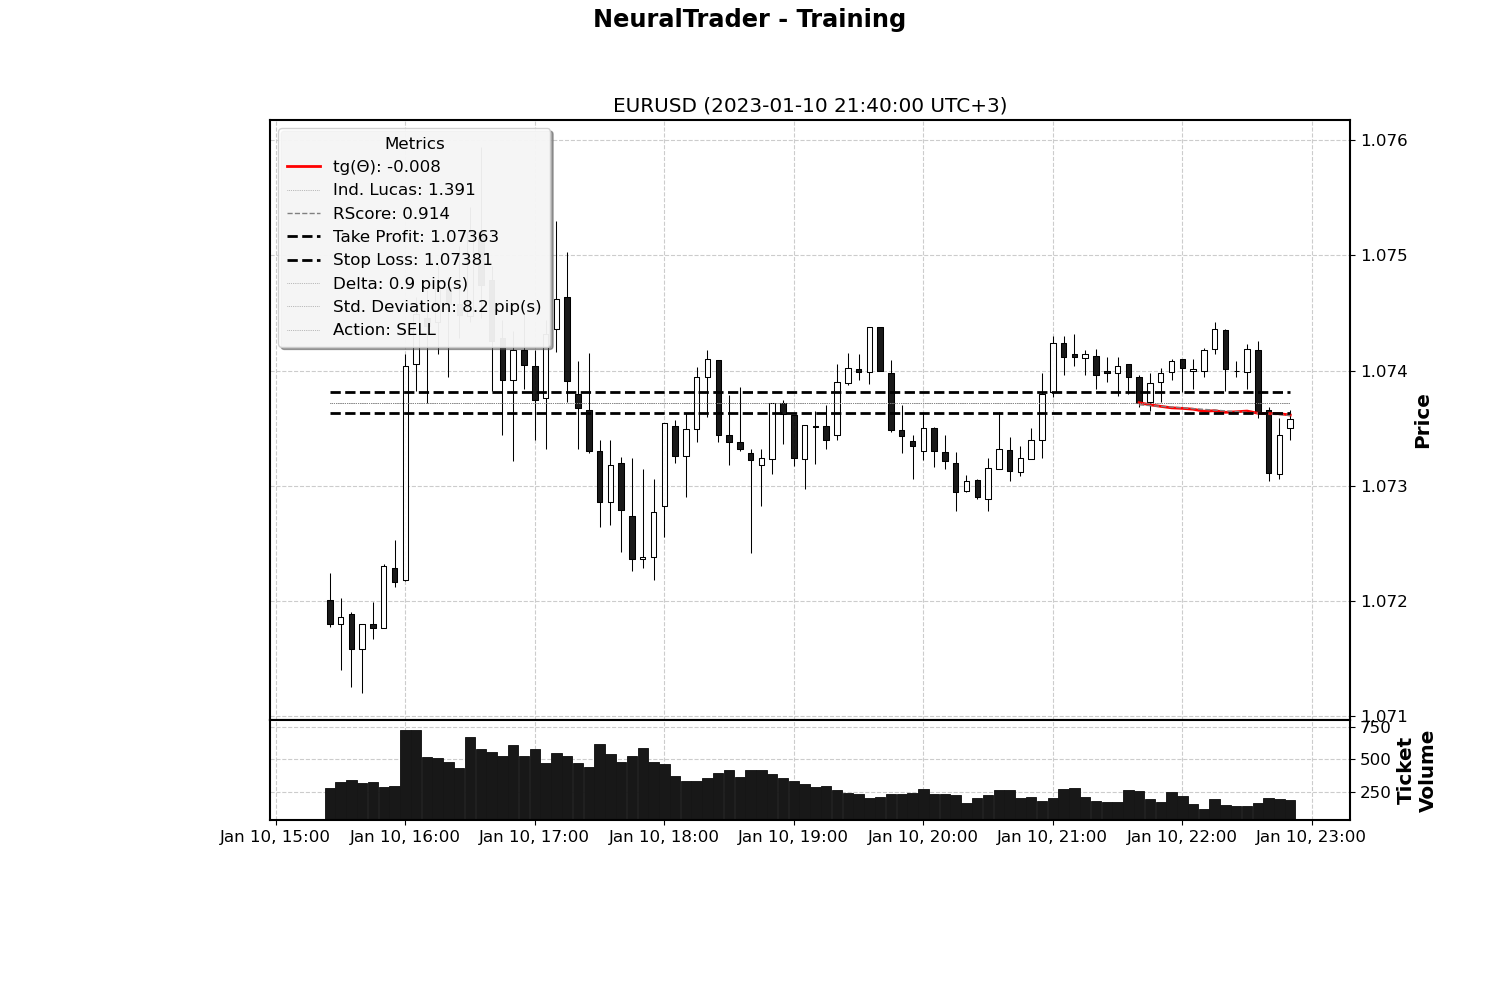 NeuralTrader - Training
EURUSD (2023-01-10 21:40:00 UTC+3)
Metrics
tg(Θ): -0.008
Ind. Lucas: 1.391
RScore: 0.914
Take Profit: 1.07363
Stop Loss: 1.07381
Delta: 0.9 pip(s)
Std. Deviation: 8.2 pip(s)
Action: SELL
1.076
1.075
1.074
1.073
1.072
1.071
Price
750
500
250
Ticket
Volume
Jan 10, 15:00 Jan 10, 16:00 Jan 10, 17:00 Jan 10, 18:00 Jan 10, 19:00 Jan 10, 20:00 Jan 10, 21:00 Jan 10, 22:00 Jan 10, 23:00